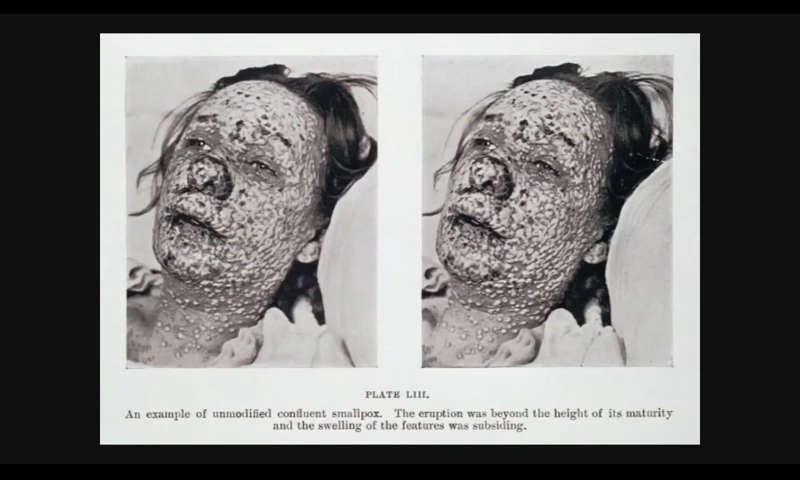 PLATE LIII.
An example of unmodified confluent smallpox. The eruption was beyond the height of its maturity
and the swelling of the features was subsiding.